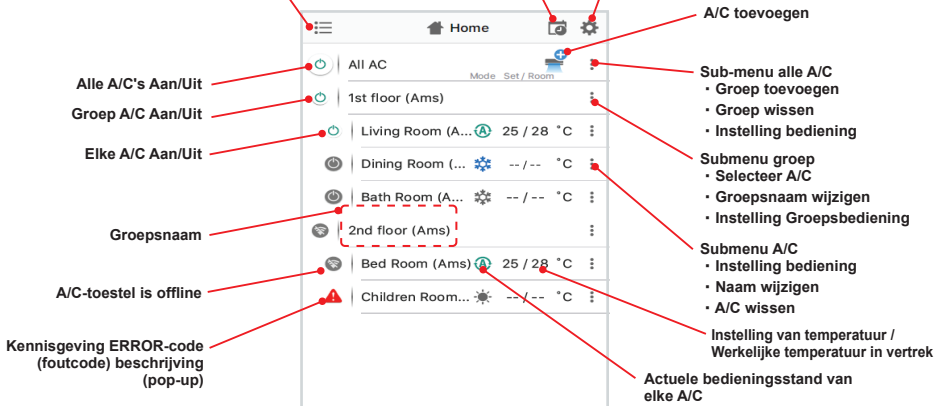 Home
A/C toevoegen
All AC
Mode Set / Room
1st floor (Ams)
Living Room (A... A 25 / 28 °C
Dining Room (... -- / -- °C
Bath Room (A... -- / -- °C
2nd floor (Ams)
Bed Room (Ams) A 25 / 28 °C
Children Room... -- / -- °C
Alle A/C's Aan/Uit
Groep A/C Aan/Uit
Elke A/C Aan/Uit
Groepsnaam
A/C-toestel is offline
Kennisgeving ERROR-code
(foutcode) beschrijving
(pop-up)
Sub-menu alle A/C
・Groep toevoegen
・Groep wissen
・Instelling bediening
Submenu groep
・Selecteer A/C
・Groepsnaam wijzigen
・Instelling Groepsbediening
Submenu A/C
・Instelling bediening
・Naam wijzigen
・A/C wissen
Instelling van temperatuur /
Werkelijke temperatuur in vertrek
Actuele bedieningsstand van
elke A/C